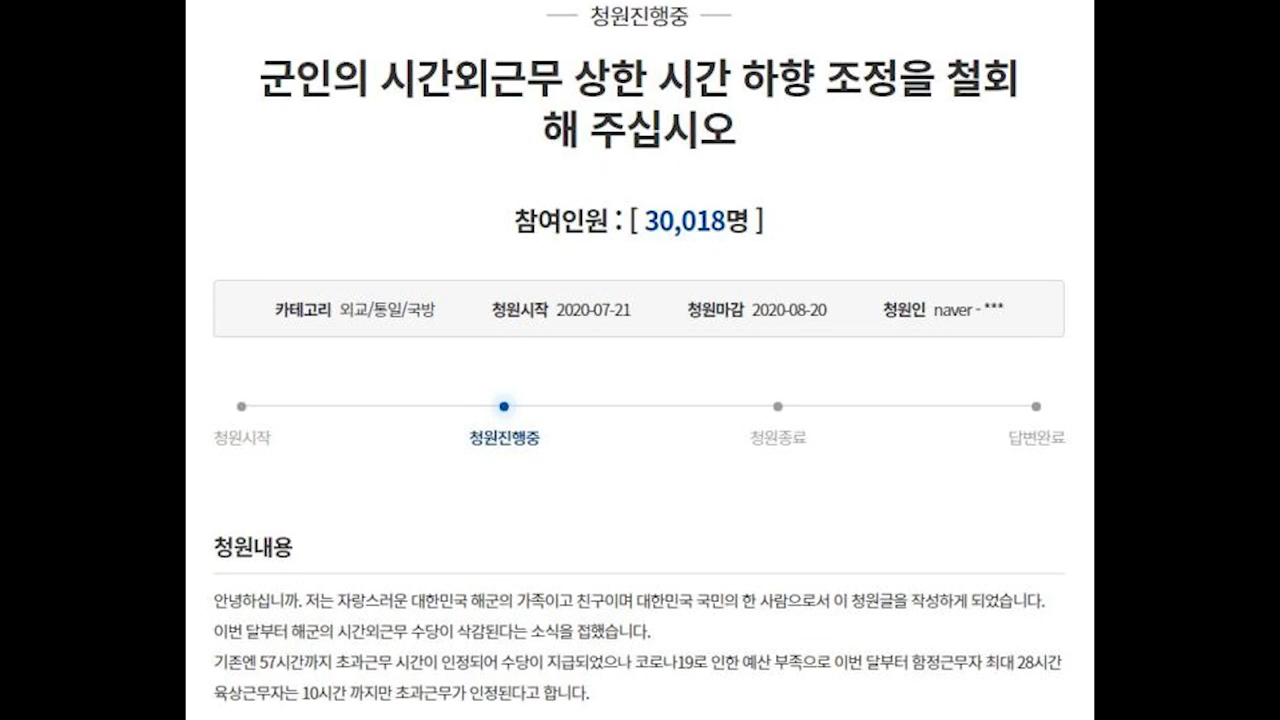 청원진행중
군인의 시간외근무 상한 시간 하향 조정을 철회
해 주십시오
참여인원 : [ 30,018명 ]
카테고리 외교/통일/국방 청원시작 2020-07-21 청원마감 2020-08-20 청원인 naver - ***
청원시작 청원진행중 청원종료 답변완료
청원내용
안녕하십니까. 저는 자랑스러운 대한민국 해군의 가족이고 친구이며 대한민국 국민의 한 사람으로서 이 청원글을 작성하게 되었습니다.
이번 달부터 해군의 시간외근무 수당이 삭감된다는 소식을 접했습니다.
기존엔 57시간까지 초과근무 시간이 인정되어 수당이 지급되었으나 코로나19로 인한 예산 부족으로 이번 달부터 함정근무자 최대 28시간
육상근무자는 10시간 까지만 초과근무가 인정된다고 합니다.